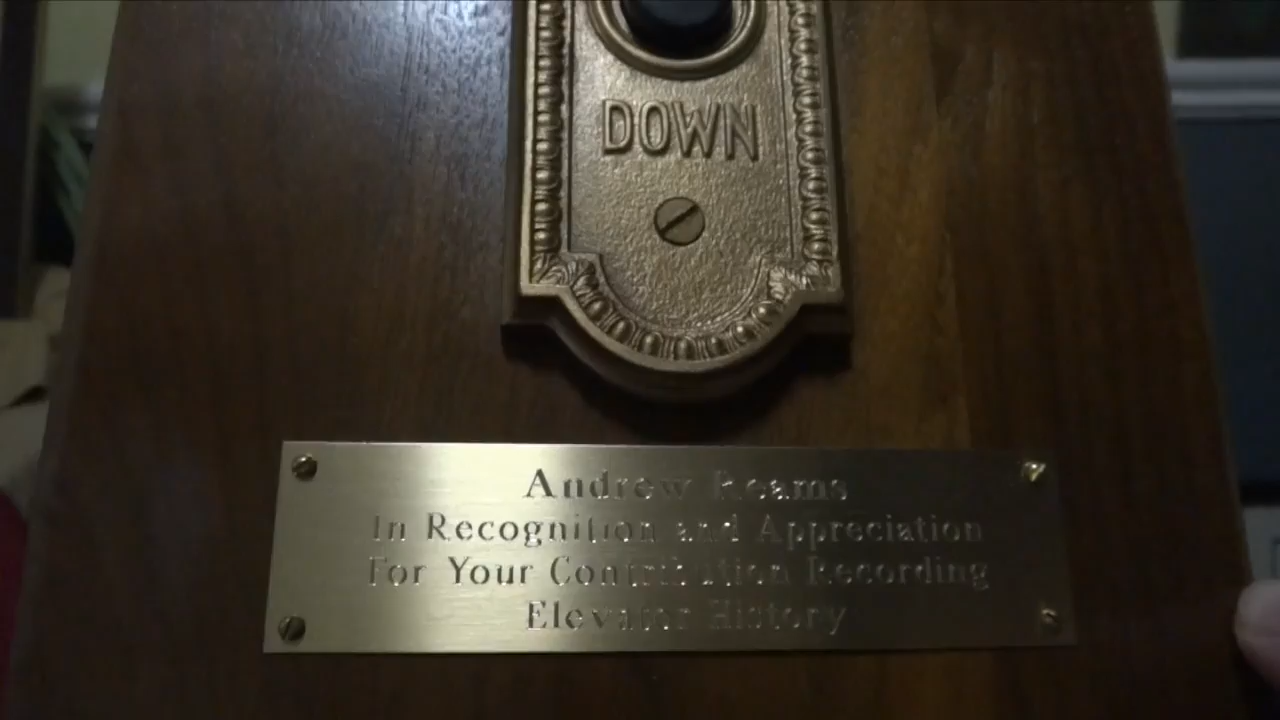 DOWN
Andrew Reams
In Recognition and Appreciation
For Your Contribution Recording
Elevator History